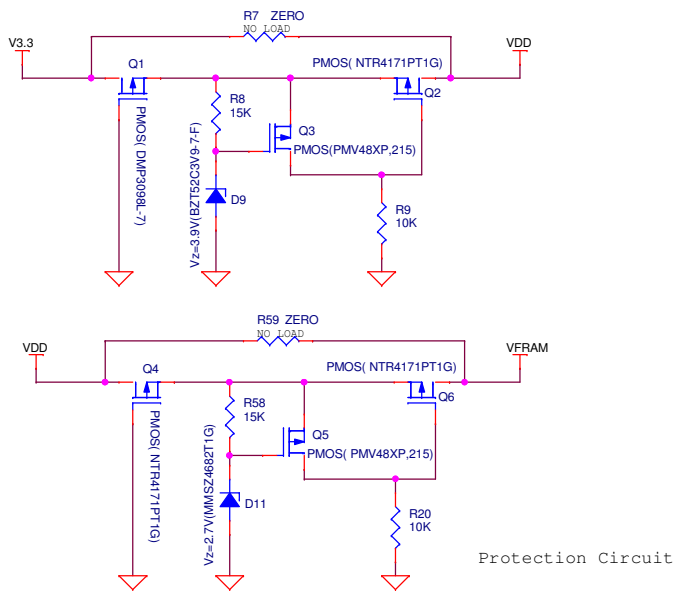 R7 ZERO
NO LOAD
V3.3
VDD
Q1
PMOS( NTR4171PT1G)
Q2
R8
15K
PMOS( DMP3098L-7)
Q3
PMOS(PMV48XP,215)
Vz=3.9V(BZT52C3V9-7-F)
D9
R9
10K
R59 ZERO
NO LOAD
VDD
VFRAM
Q4
PMOS( NTR4171PT1G)
Q6
R58
15K
PMOS( NTR4171PT1G)
Q5
PMOS( PMV48XP,215)
Vz=2.7V(MMSZ4682T1G)
D11
R20
10K
Protection Circuit